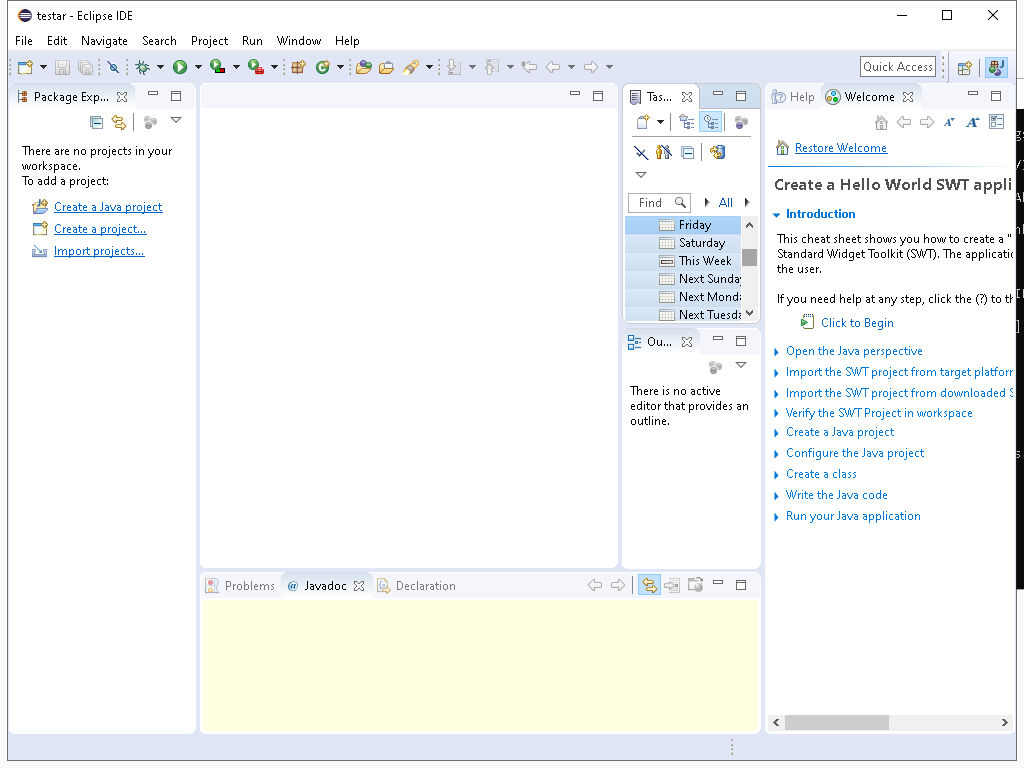 testar - Eclipse IDE
File Edit Navigate Search Project Run Window Help
Quick Access
Package Exp...
There are no projects in your
workspace.
To add a project:
Create a Java project
Create a project...
Import projects...
Tas...
Find
All
Friday
Saturday
This Week
Next Sunday
Next Monda
Next Tuesda
Ou...
There is no active
editor that provides an
outline.
Problems
@ Javadoc
Declaration
Help
Welcome
Restore Welcome
Create a Hello World SWT appli
Introduction
This cheat sheet shows you how to create a "
Standard Widget Toolkit (SWT). The applicatio
the user.
If you need help at any step, click the (?) to th
Click to Begin
Open the Java perspective
Import the SWT project from target platfor
Import the SWT project from downloaded S
Verify the SWT Project in workspace
Create a Java project
Configure the Java project
Create a class
Write the Java code
Run your Java application